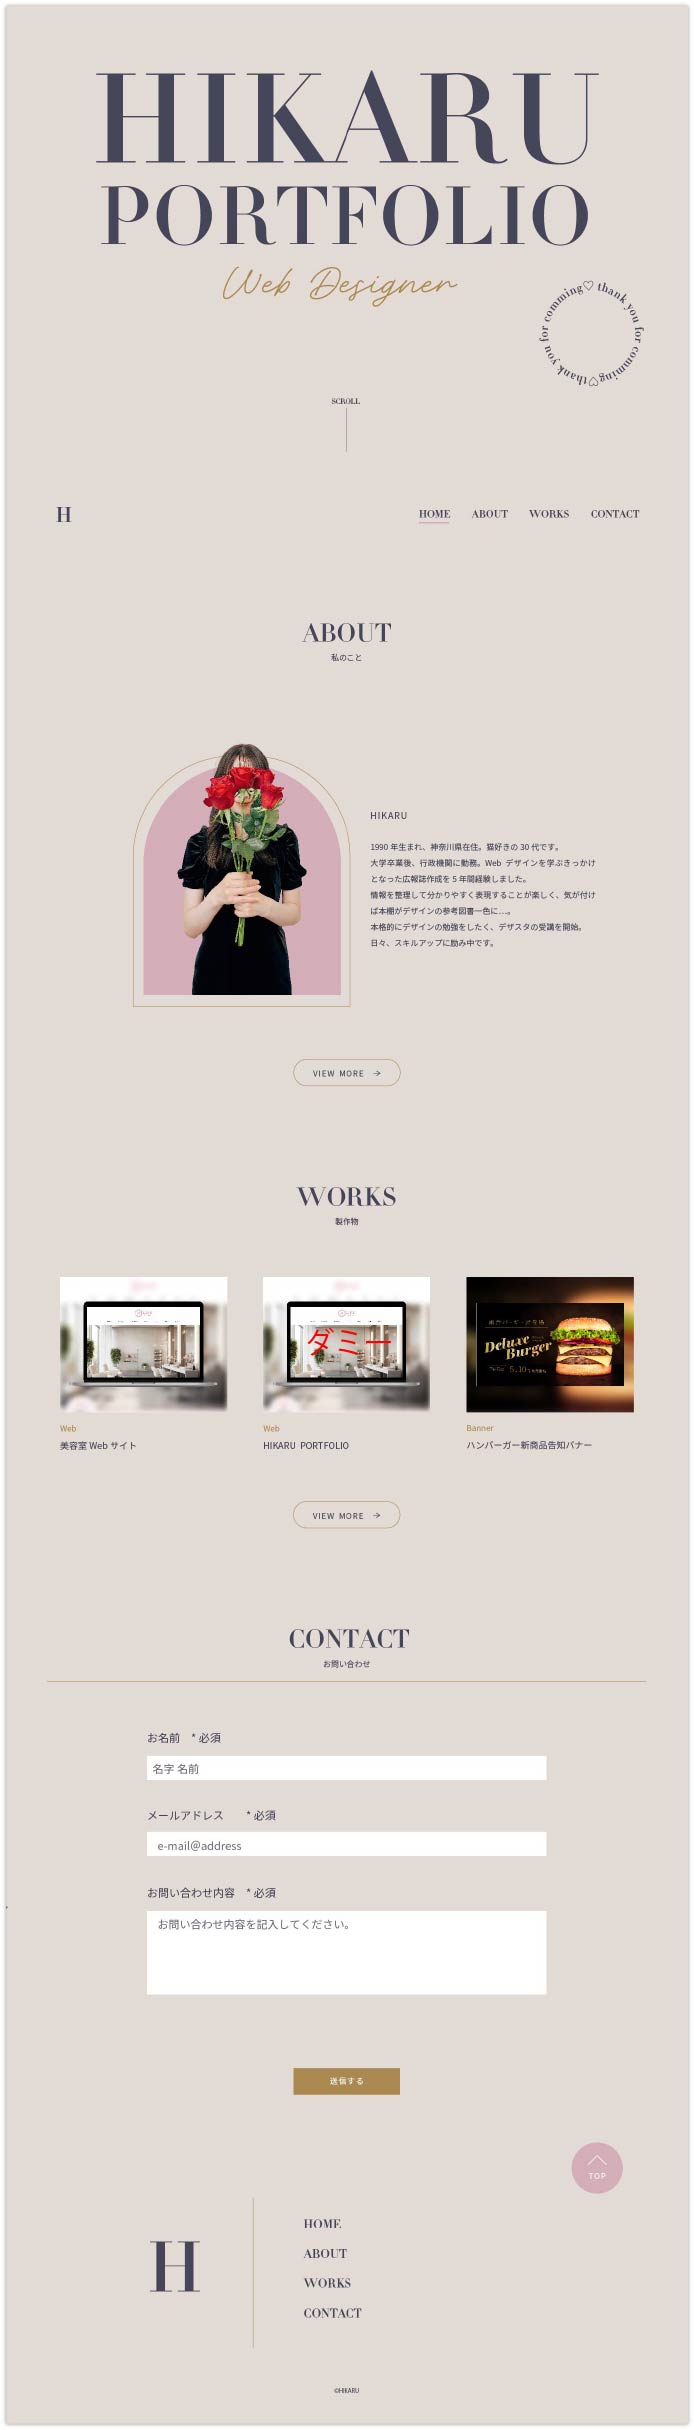 HIKARU
PORTFOLIO
Web Designer
thank you for comming♡thank you for comming♡
SCROLL
H
HOME ABOUT WORKS CONTACT
ABOUT
私のこと
HIKARU
1990 年生まれ、神奈川県在住。猫好きの 30 代です。
大学卒業後、行政機関に勤務。Web デザインを学ぶきっかけ
となった広報誌作成を 5 年間経験しました。
情報を整理して分かりやすく表現することが楽しく、気が付け
ば本棚がデザインの参考図書一色に…。
本格的にデザインの勉強をしたく、デザスタの受講を開始。
日々、スキルアップに励み中です。
VIEW MORE →
WORKS
製作物
ダミー
Deluxe
Burger
5.10
Web
美容室 Web サイト
Web
HIKARU PORTFOLIO
Banner
ハンバーガー新商品告知バナー
VIEW MORE →
CONTACT
お問い合わせ
お名前 * 必須
名字 名前
メールアドレス * 必須
e-mail@address
お問い合わせ内容 * 必須
お問い合わせ内容を記入してください。
送信する
TOP
H
HOME
ABOUT
WORKS
CONTACT
©HIKARU